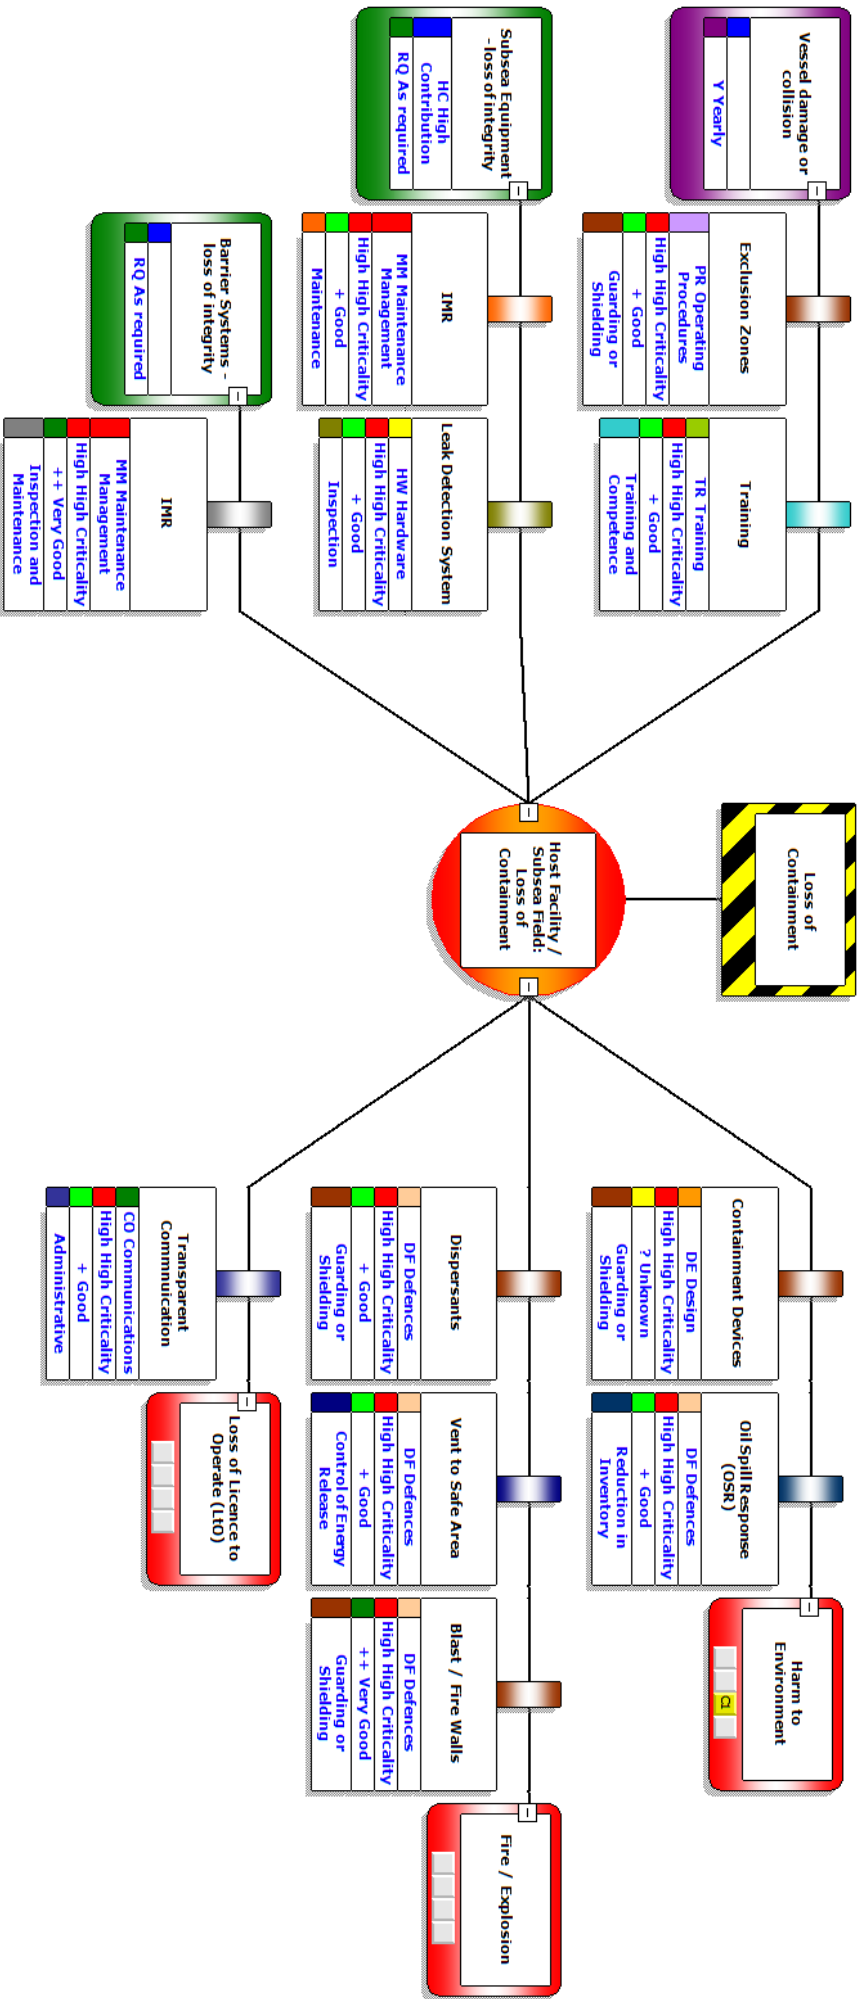 Loss of
Containment
Host Facility /
Subsea Field:
Loss of
Containment
Vessel damage or
collision
Y Yearly
Exclusion Zones
PR Operating
Procedures
High High Criticality
+ Good
Guarding or
Shielding
Training
TR Training
High High Criticality
+ Good
Training and
Competence
Subsea Equipment
- loss of integrity
HC High
Contribution
RQ As required
IMR
MM Maintenance
Management
High High Criticality
+ Good
Maintenance
Leak Detection System
HW Hardware
High High Criticality
+ Good
Inspection
Barrier Systems -
loss of integrity
RQ As required
IMR
MM Maintenance
Management
High High Criticality
++ Very Good
Inspection and
Maintenance
Containment Devices
DE Design
High High Criticality
? Unknown
Guarding or
Shielding
Oil Spill Response
(OSR)
DF Defences
High High Criticality
+ Good
Reduction in
Inventory
Harm to
Environment
C1
Dispersants
DF Defences
High High Criticality
+ Good
Guarding or
Shielding
Vent to Safe Area
DF Defences
High High Criticality
+ Good
Control of Energy
Release
Blast / Fire Walls
DF Defences
High High Criticality
++ Very Good
Guarding or
Shielding
Fire / Explosion
Transparent
Commnuication
CO Communications
High High Criticality
+ Good
Administrative
Loss of Licence to
Operate (LtO)